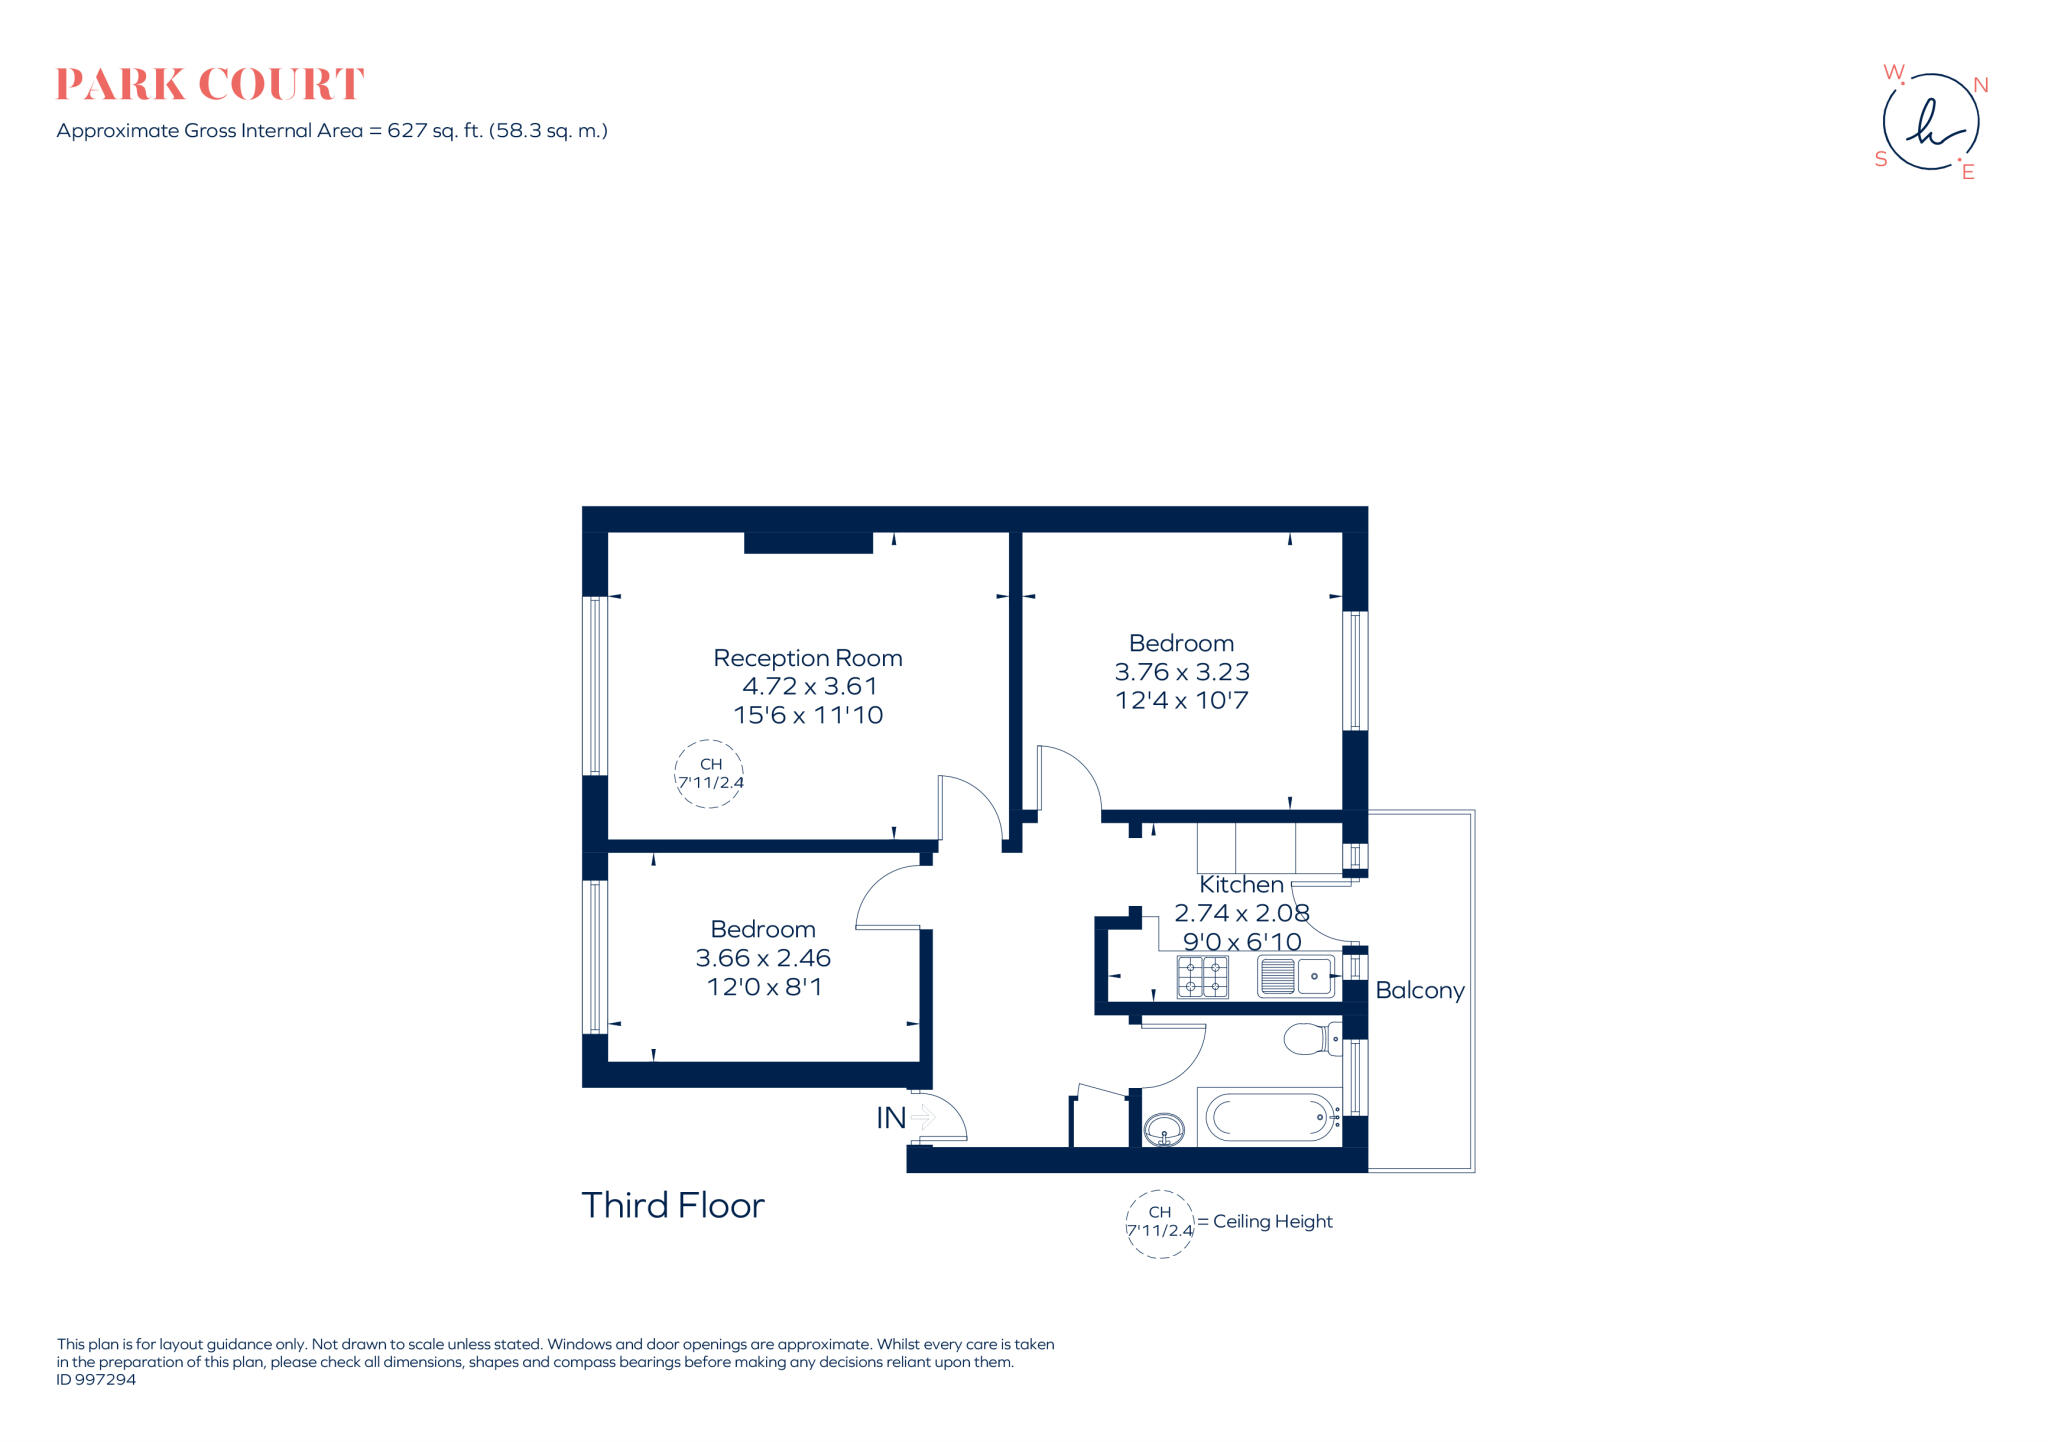 PARK COURT
Approximate Gross Internal Area = 627 sq. ft. (58.3 sq. m.)
W
N
S
E
Reception Room
4.72 x 3.61
15'6 x 11'10
CH
7'11/2.4
Bedroom
3.76 x 3.23
12'4 x 10'7
Kitchen
2.74 x 2.08
9'0 x 6'10
Bedroom
3.66 x 2.46
12'0 x 8'1
Balcony
IN
Third Floor
CH
7'11/2.4
= Ceiling Height
This plan is for layout guidance only. Not drawn to scale unless stated. Windows and door openings are approximate. Whilst every care is taken
in the preparation of this plan, please check all dimensions, shapes and compass bearings before making any decisions reliant upon them.
ID 997294